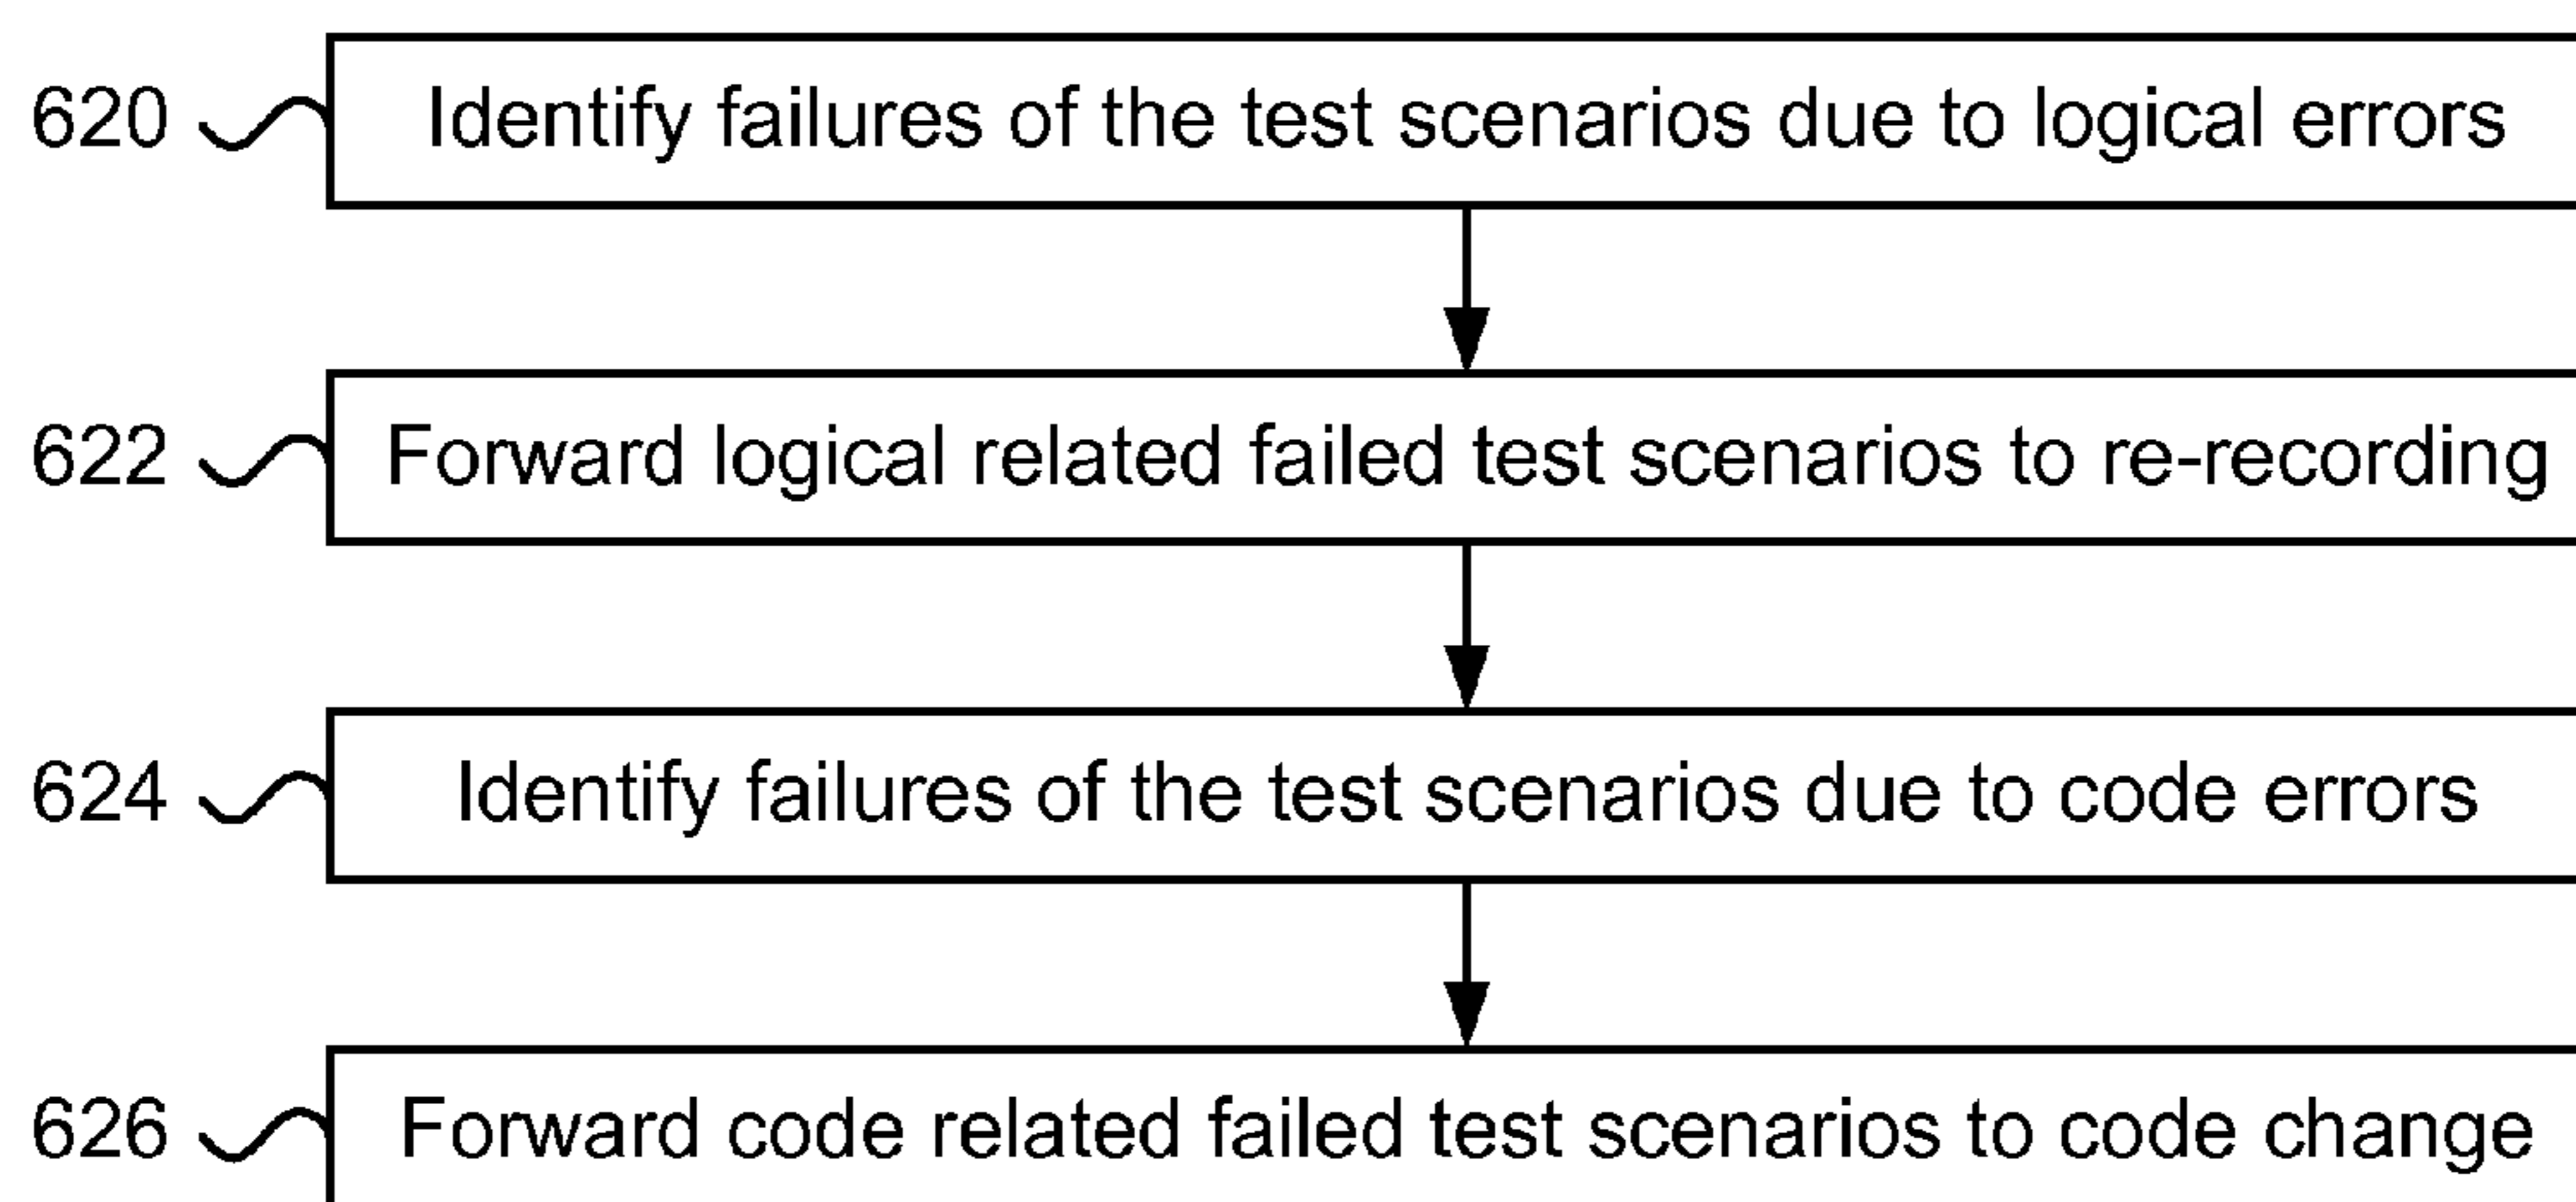 620 Identify failures of the test scenarios due to logical errors
622 Forward logical related failed test scenarios to re-recording
624 Identify failures of the test scenarios due to code errors
626 Forward code related failed test scenarios to code change